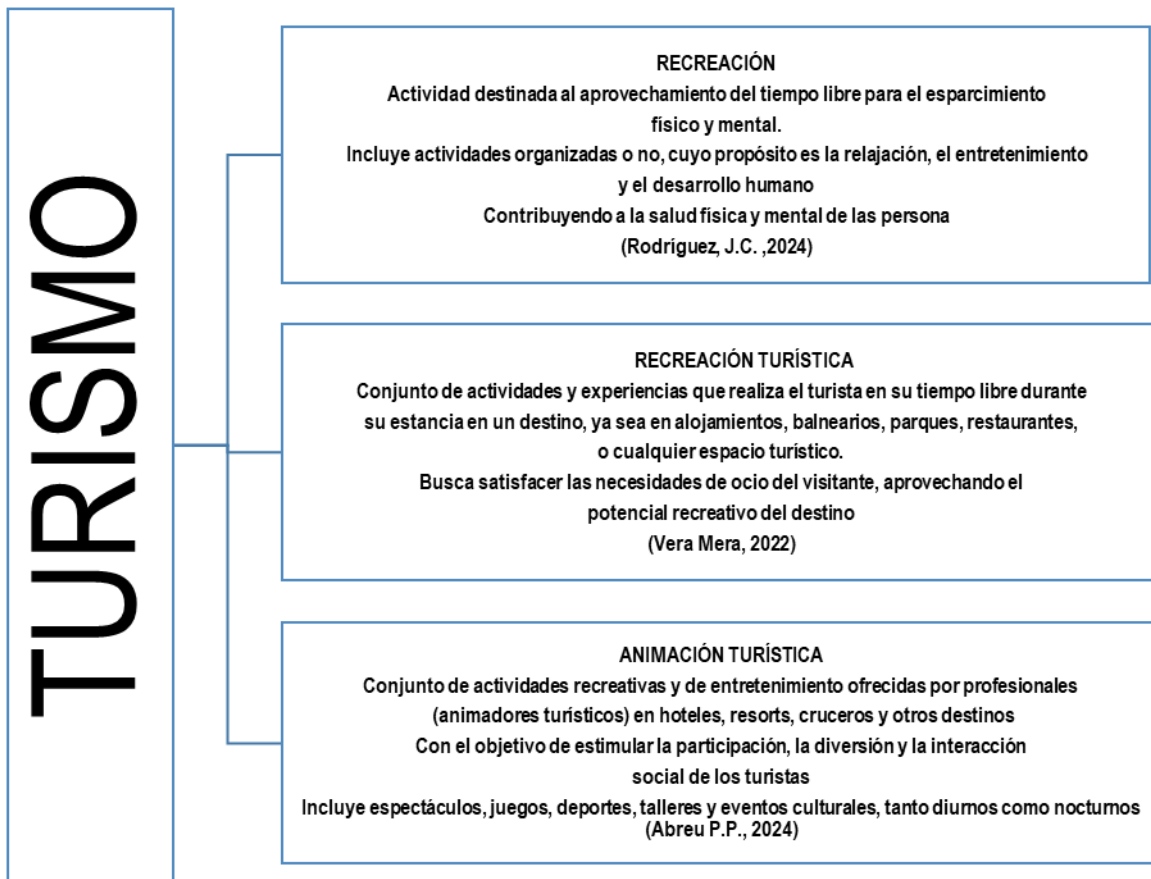 TURISMO
RECREACIÓN
Actividad destinada al aprovechamiento del tiempo libre para el esparcimiento
físico y mental.
Incluye actividades organizadas o no, cuyo propósito es la relajación, el entretenimiento
y el desarrollo humano
Contribuyendo a la salud física y mental de las persona
(Rodríguez, J.C. ,2024)
RECREACIÓN TURÍSTICA
Conjunto de actividades y experiencias que realiza el turista en su tiempo libre durante
su estancia en un destino, ya sea en alojamientos, balnearios, parques, restaurantes,
o cualquier espacio turístico.
Busca satisfacer las necesidades de ocio del visitante, aprovechando el
potencial recreativo del destino
(Vera Mera, 2022)
ANIMACIÓN TURÍSTICA
Conjunto de actividades recreativas y de entretenimiento ofrecidas por profesionales
(animadores turísticos) en hoteles, resorts, cruceros y otros destinos
Con el objetivo de estimular la participación, la diversión y la interacción
social de los turistas
Incluye espectáculos, juegos, deportes, talleres y eventos culturales, tanto diurnos como nocturnos
(Abreu P.P., 2024)